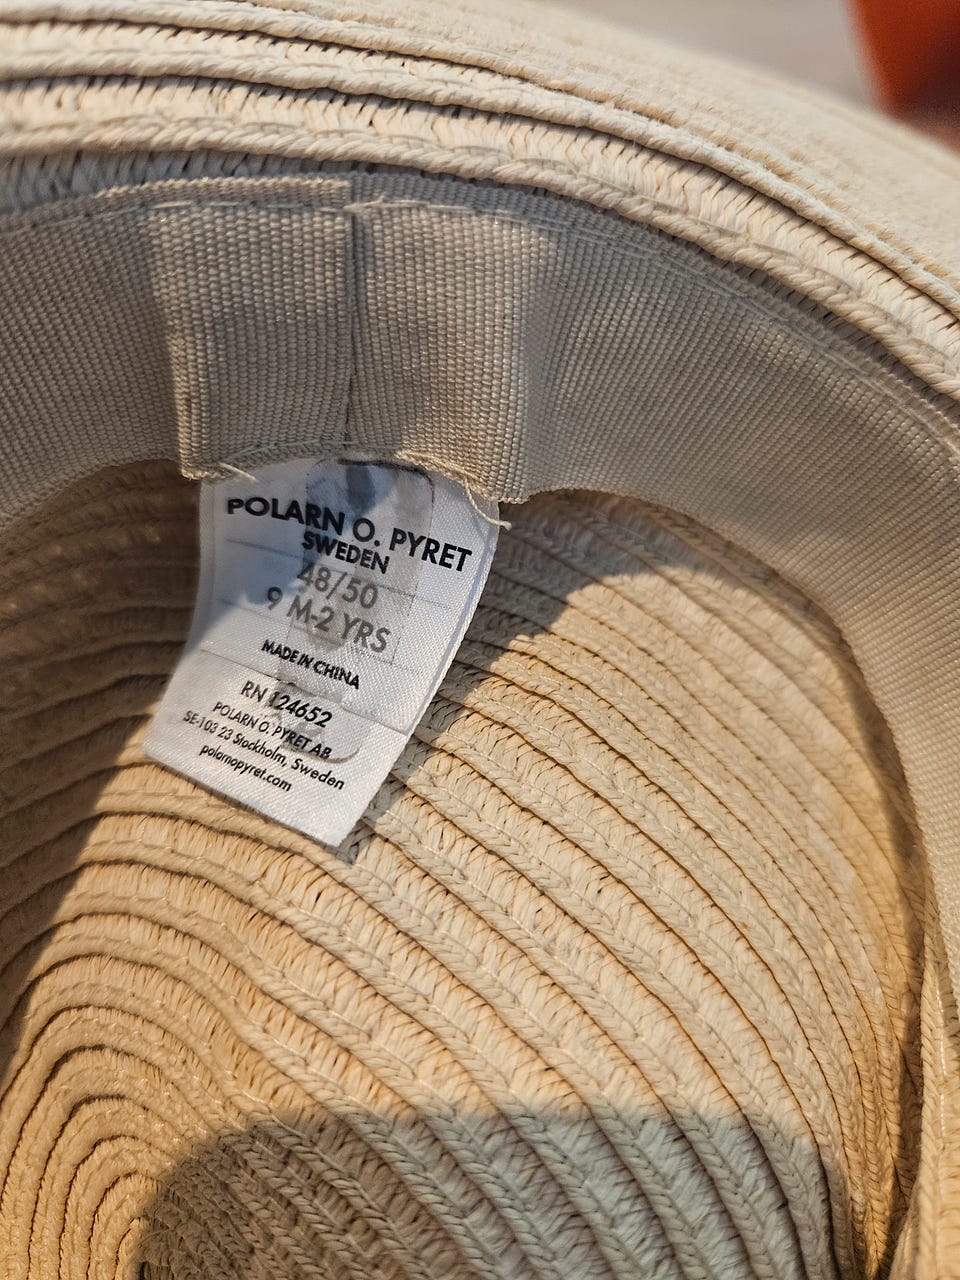 POLARN O. PYRET
SWEDEN
48/50
9 M-2 YRS
MADE IN CHINA
RN 124652
POLARN O. PYRET AB
SE-103 23 Stockholm, Sweden
polarnopyret.com